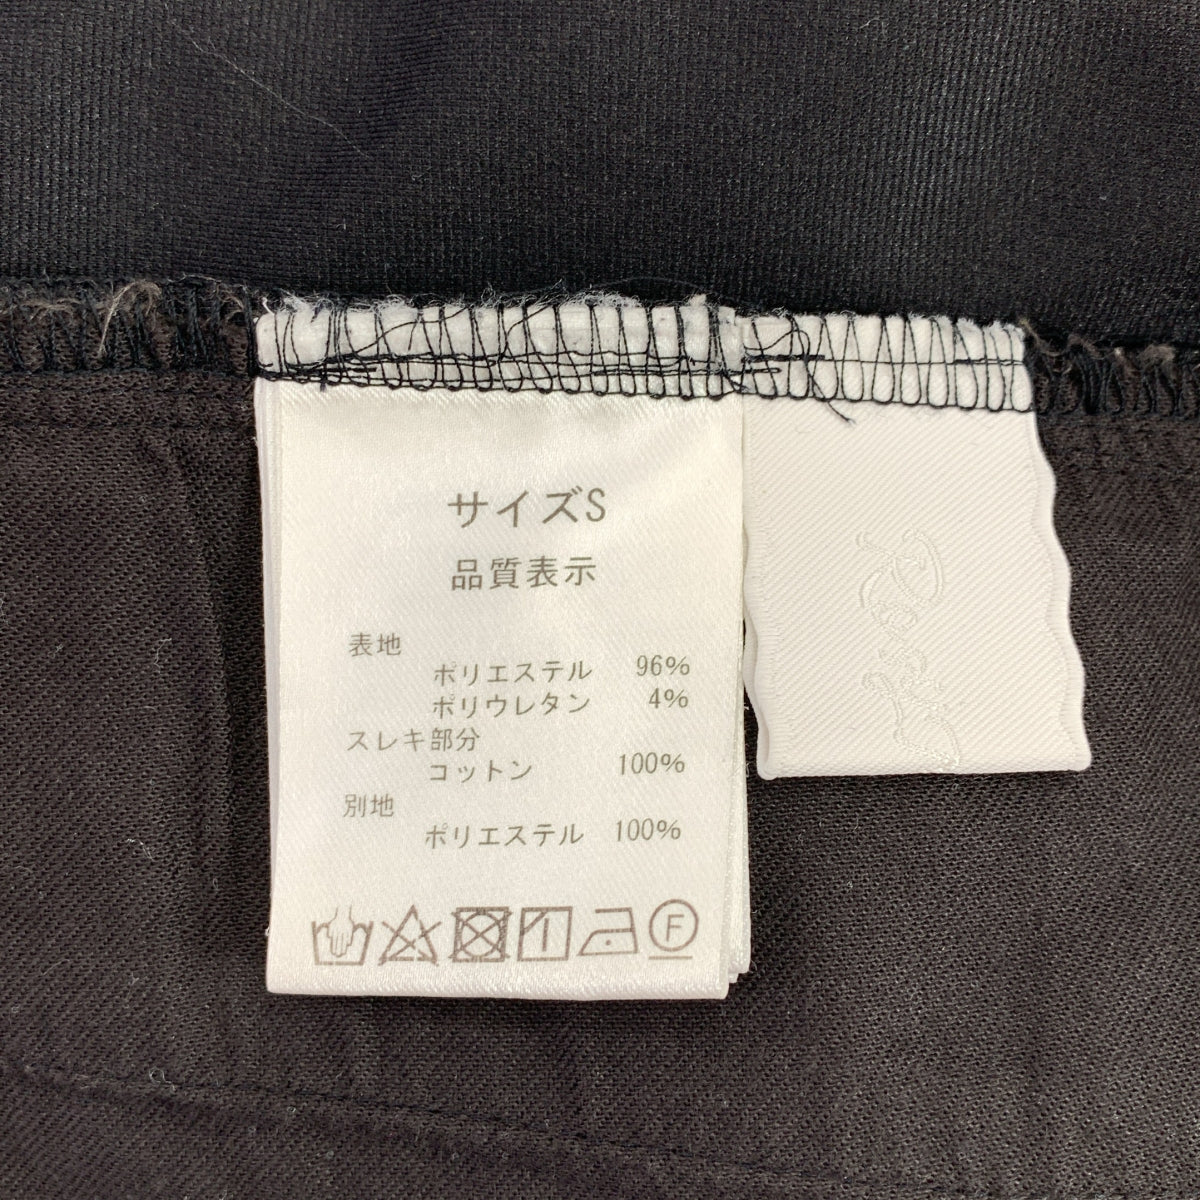 サイズS
品質表示
表地
ポリエステル 96%
ポリウレタン 4%
スレキ部分
コットン 100%
別地
ポリエステル 100%
F